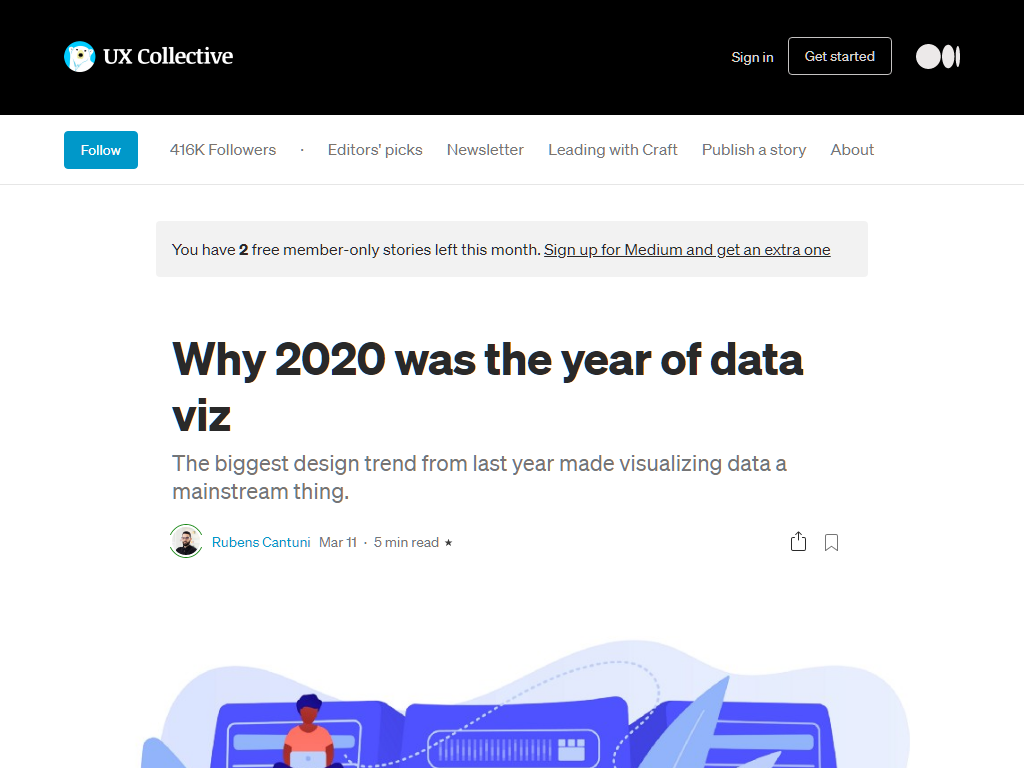 UX Collective
Sign in
Get started
Follow
416K Followers
·
Editors' picks
Newsletter
Leading with Craft
Publish a story
About
You have 2 free member-only stories left this month. Sign up for Medium and get an extra one
Why 2020 was the year of data
viz
The biggest design trend from last year made visualizing data a
mainstream thing.
Rubens Cantuni Mar 11 · 5 min read ★